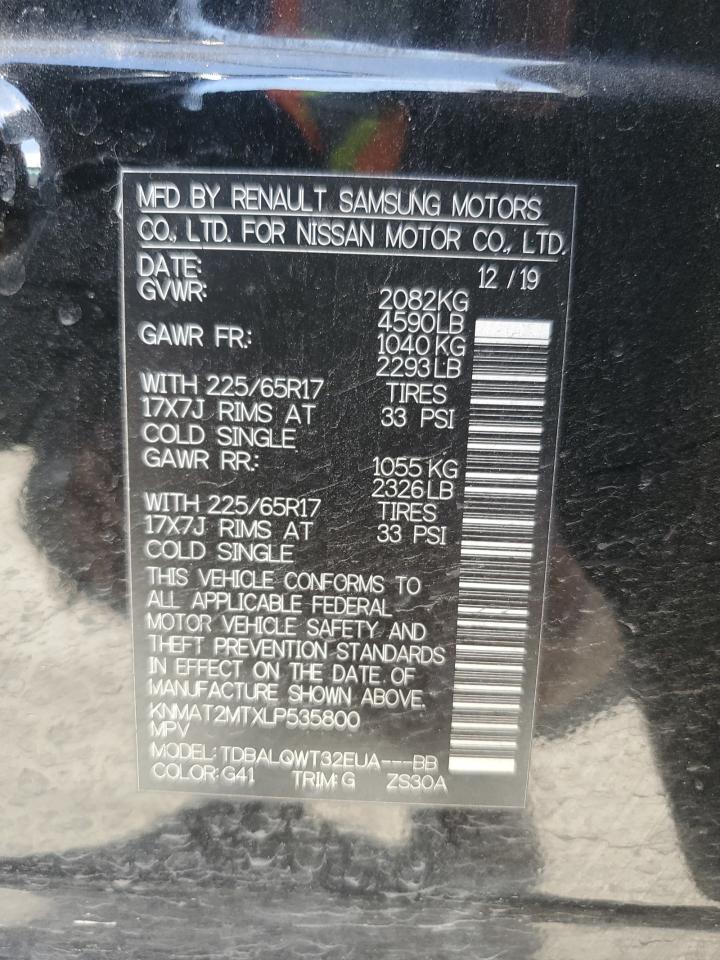 MFD BY RENAULT SAMSUNG MOTORS
CO., LTD. FOR NISSAN MOTOR CO., LTD.
DATE: 12 / 19
GVWR: 2082KG
4590LB
GAWR FR: 1040 KG
2293LB
WITH 225/65R17 TIRES
17X7J RIMS AT 33 PSI
COLD SINGLE
GAWR RR: 1055 KG
2326LB
WITH 225/65R17 TIRES
17X7J RIMS AT 33 PSI
COLD SINGLE
THIS VEHICLE CONFORMS TO
ALL APPLICABLE FEDERAL
MOTOR VEHICLE SAFETY AND
THEFT PREVENTION STANDARDS
IN EFFECT ON THE DATE OF
MANUFACTURE SHOWN ABOVE.
KNMAT2MTXLP535800
MPV
MODEL: TDBALQWT32EUA---BB
COLOR: G41 TRIM: G ZS30A